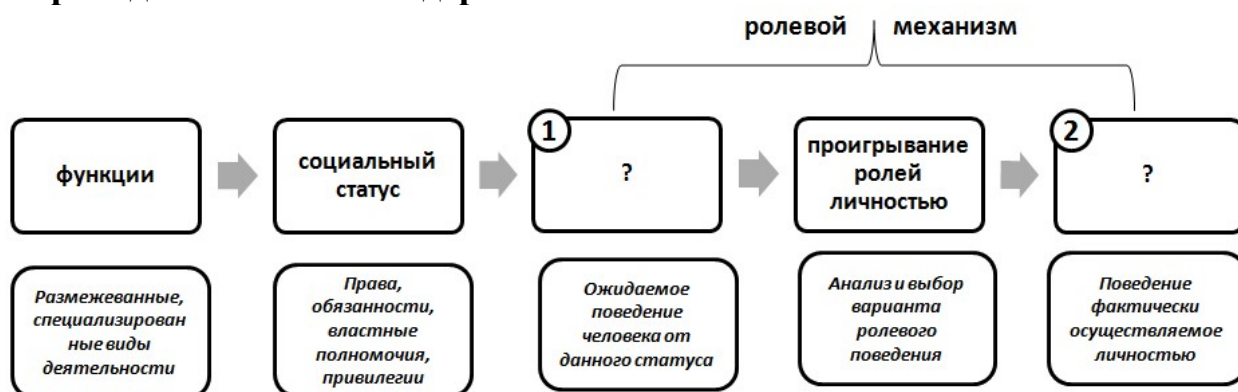 ролевой механизм
функции
социальный
статус
1
?
проигрывание
ролей
личностью
2
?
Размежеванные,
специализирован
ные виды
деятельности
Права,
обязанности,
властные
полномочия,
привилегии
Ожидаемое
поведение
человека от
данного статуса
Анализ и выбор
варианта
ролевого
поведения
Поведение
фактически
осуществляемое
личностью